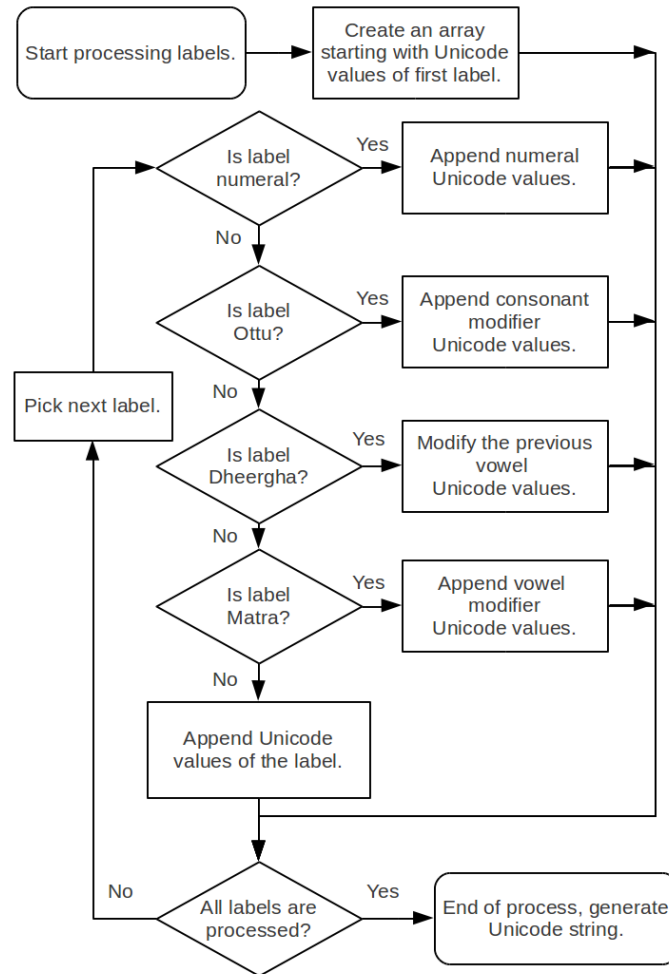 Start processing labels.
Create an array
starting with Unicode
values of first label.
Is label
numeral?
Yes
Append numeral
Unicode values.
No
Is label
Ottu?
Yes
Append consonant
modifier
Unicode values.
Pick next label.
No
Is label
Dheergha?
Yes
Modify the previous
vowel
Unicode values.
No
Is label
Matra?
Yes
Append vowel
modifier
Unicode values.
No
Append Unicode
values of the label.
No
All labels are
processed?
Yes
End of process, generate
Unicode string.